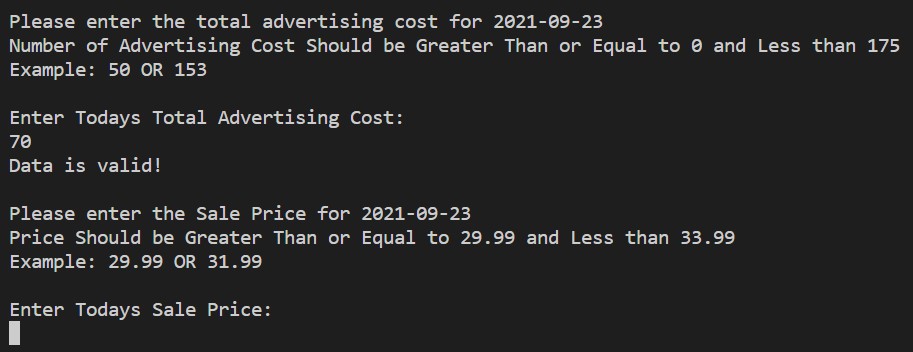 Please enter the total advertising cost for 2021-09-23
Number of Advertising Cost Should be Greater Than or Equal to 0 and Less than 175
Example: 50 OR 153
Enter Todays Total Advertising Cost:
70
Data is valid!
Please enter the Sale Price for 2021-09-23
Price Should be Greater Than or Equal to 29.99 and Less than 33.99
Example: 29.99 OR 31.99
Enter Todays Sale Price: